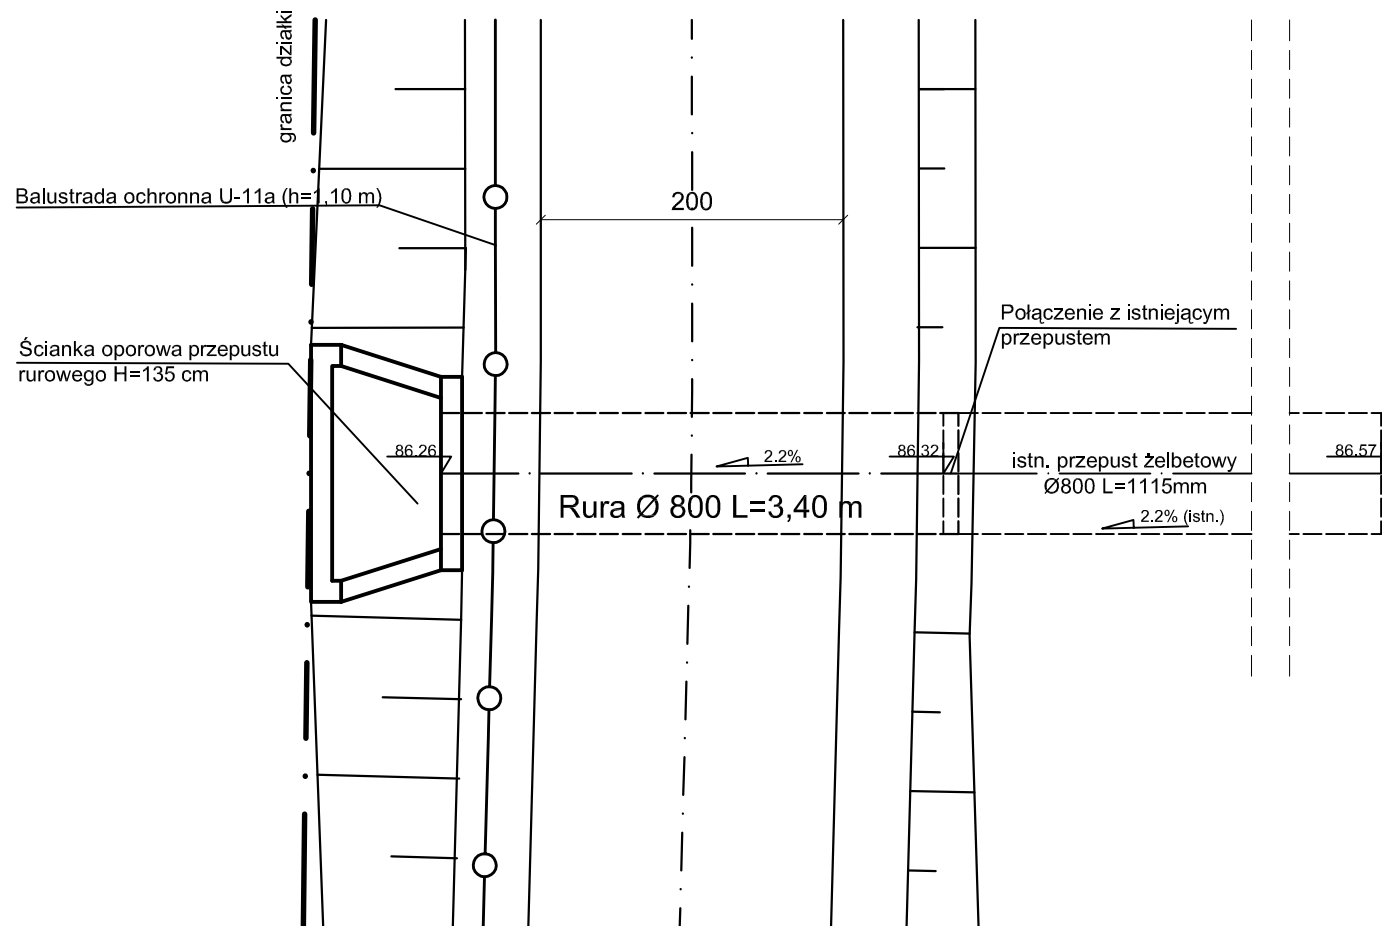 granica działki
Balustrada ochronna U-11a (h=1,10 m)
200
Połączenie z istniejącym
przepustem
Ścianka oporowa przepustu
rurowego H=135 cm
86.26
2.2%
86.32
istn. przepust żelbetowy
Ø800 L=1115mm
86.57
Rura Ø 800 L=3,40 m
2.2% (istn.)